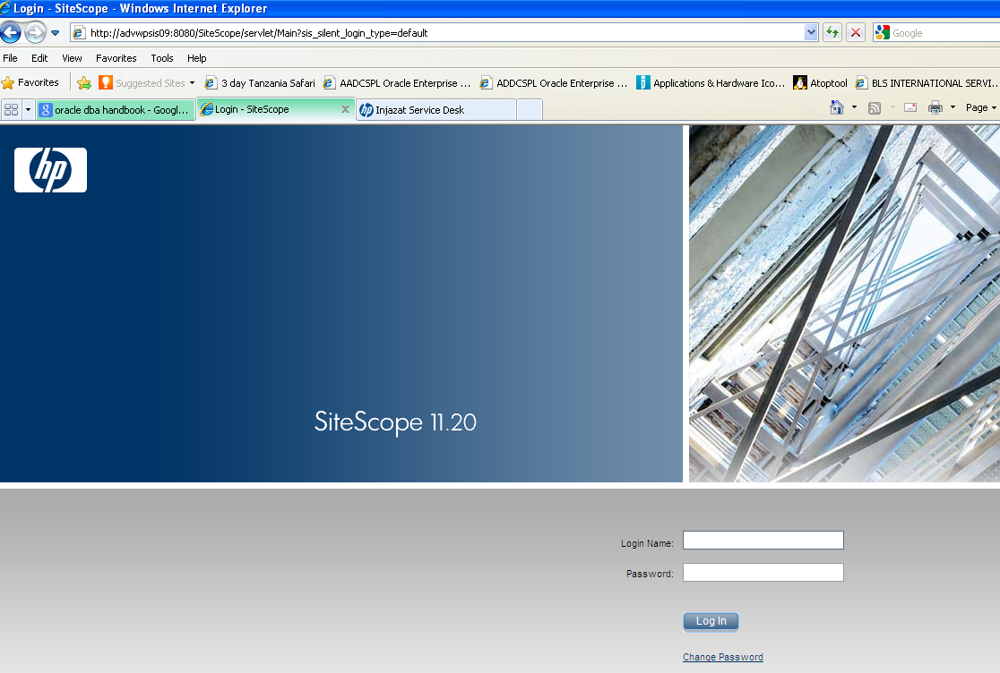 Login - SiteScope - Windows Internet Explorer
http://advwpsis09:8080/SiteScope/servlet/Main?sis_silent_login_type=default
Google
File Edit View Favorites Tools Help
Favorites Suggested Sites 3 day Tanzania Safari AADCSPL Oracle Enterprise ... ADDCSPL Oracle Enterprise ... Applications & Hardware Ico... Atoptool BLS INTERNATIONAL SERVI...
oracle dba handbook - Googl... Login - SiteScope Injazat Service Desk Page
hp
SiteScope 11.20
Login Name:
Password:
Log In
Change Password